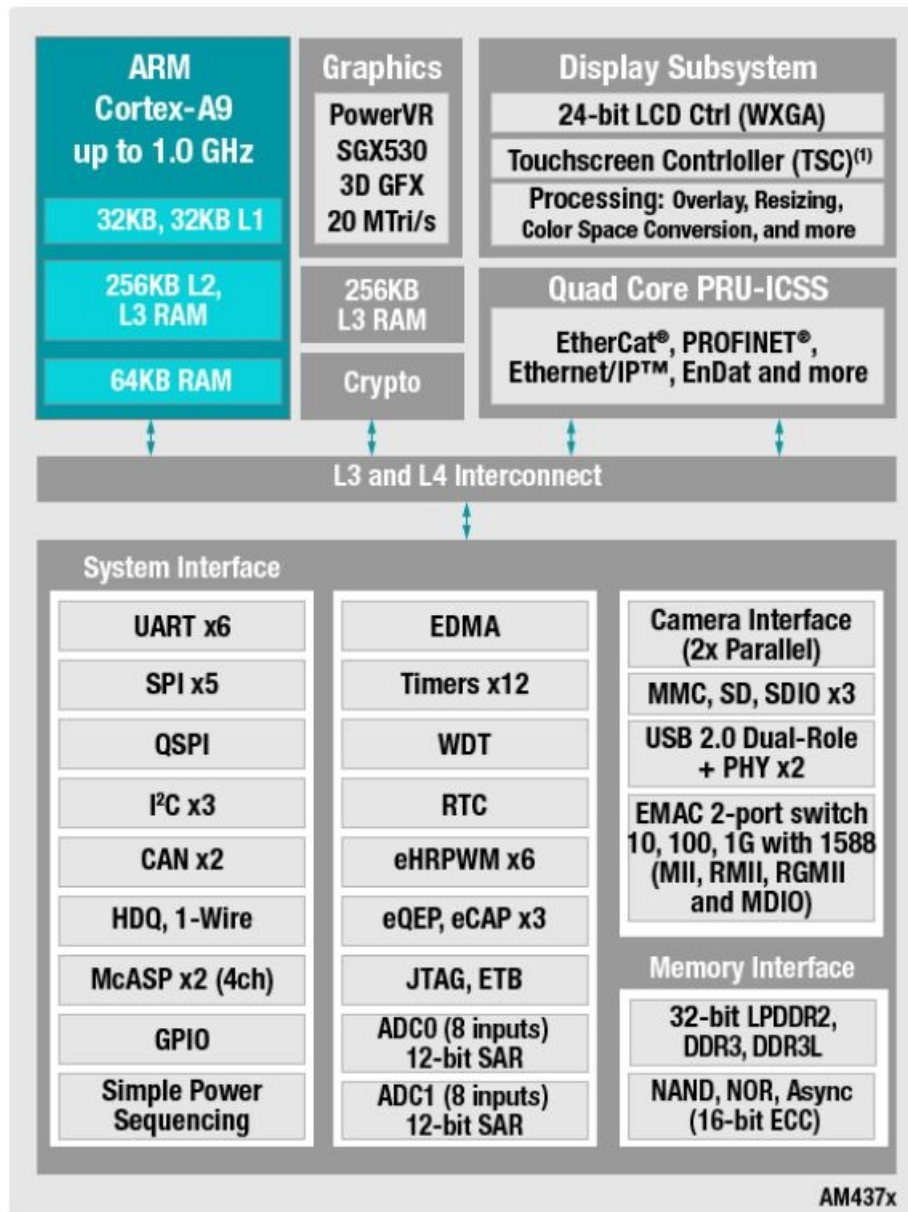 ARM
Cortex-A9
up to 1.0 GHz
32KB, 32KB L1
256KB L2,
L3 RAM
64KB RAM
Graphics
PowerVR
SGX530
3D GFX
20 MTri/s
256KB
L3 RAM
Crypto
Display Subsystem
24-bit LCD Ctrl (WXGA)
Touchscreen Contrloller (TSC)⁽¹⁾
Processing: Overlay, Resizing,
Color Space Conversion, and more
Quad Core PRU-ICSS
EtherCat®, PROFINET®,
Ethernet/IP™, EnDat and more
L3 and L4 Interconnect
System Interface
UART x6
SPI x5
QSPI
I²C x3
CAN x2
HDQ, 1-Wire
McASP x2 (4ch)
GPIO
Simple Power
Sequencing
EDMA
Timers x12
WDT
RTC
eHRPWM x6
eQEP, eCAP x3
JTAG, ETB
ADC0 (8 inputs)
12-bit SAR
ADC1 (8 inputs)
12-bit SAR
Camera Interface
(2x Parallel)
MMC, SD, SDIO x3
USB 2.0 Dual-Role
+ PHY x2
EMAC 2-port switch
10, 100, 1G with 1588
(MII, RMII, RGMII
and MDIO)
Memory Interface
32-bit LPDDR2,
DDR3, DDR3L
NAND, NOR, Async
(16-bit ECC)
AM437x